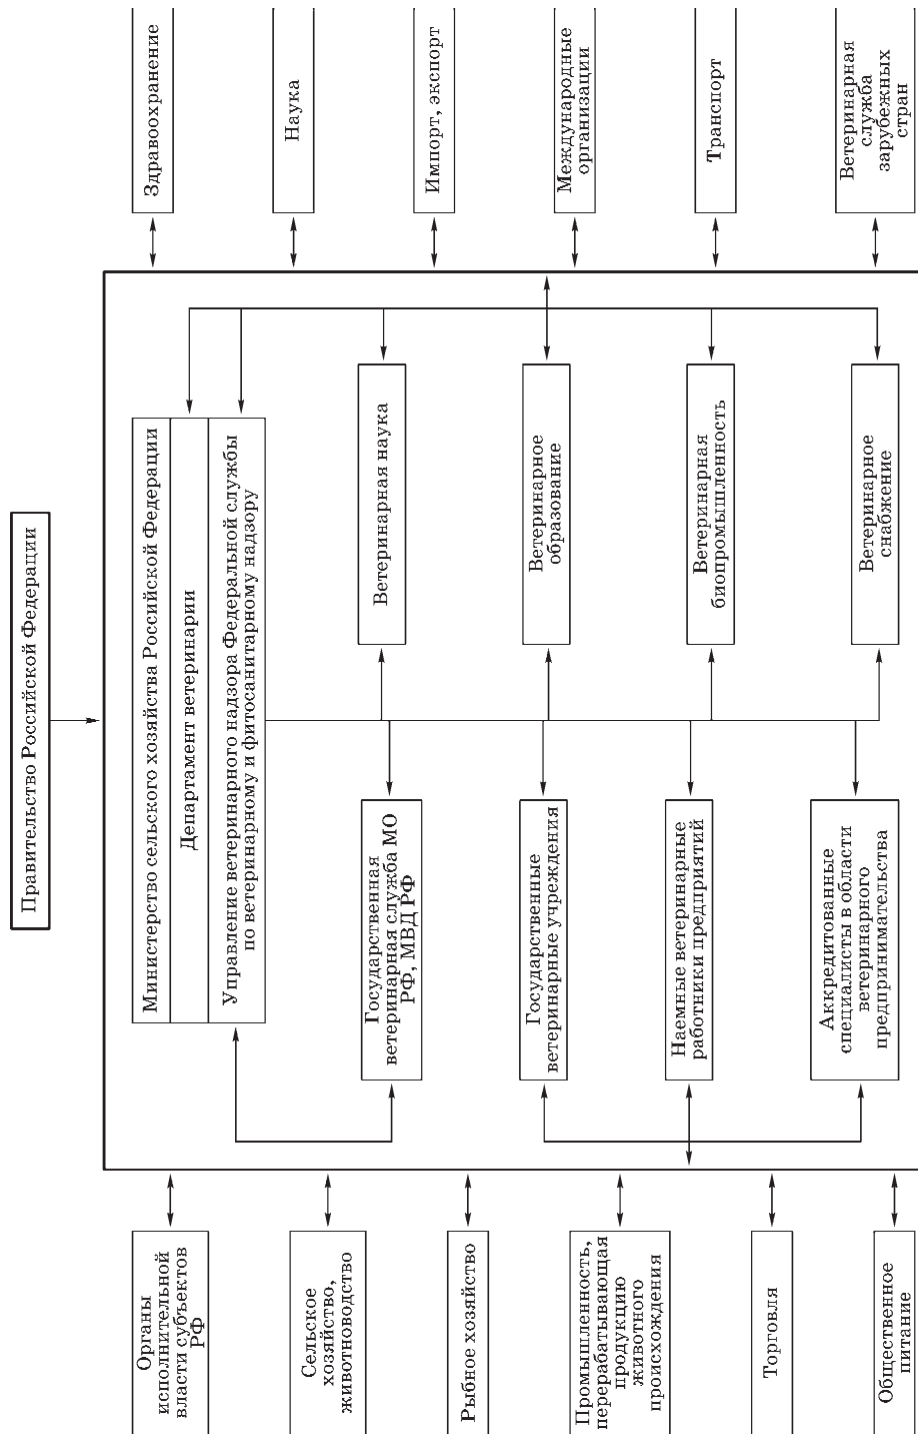 Правительство Российской Федерации
Министерство сельского хозяйства Российской Федерации
Департамент ветеринарии
Управление ветеринарного надзора Федеральной службы
по ветеринарному и фитосанитарному надзору
Органы
исполнительной
власти субъектов
РФ
Сельское
хозяйство,
животноводство
Рыбное хозяйство
Промышленность,
перерабатывающая
продукцию
животного
происхождения
Торговля
Общественное
питание
Государственная
ветеринарная служба МО
РФ, МВД РФ
Государственные
ветеринарные учреждения
Наемные ветеринарные
работники предприятий
Аккредитованные
специалисты в области
ветеринарного
предпринимательства
Ветеринарная наука
Ветеринарное
образование
Ветеринарная
биопромышленность
Ветеринарное
снабжение
Здравоохранение
Наука
Импорт, экспорт
Международные
организации
Транспорт
Ветеринарная
служба
зарубежных
стран